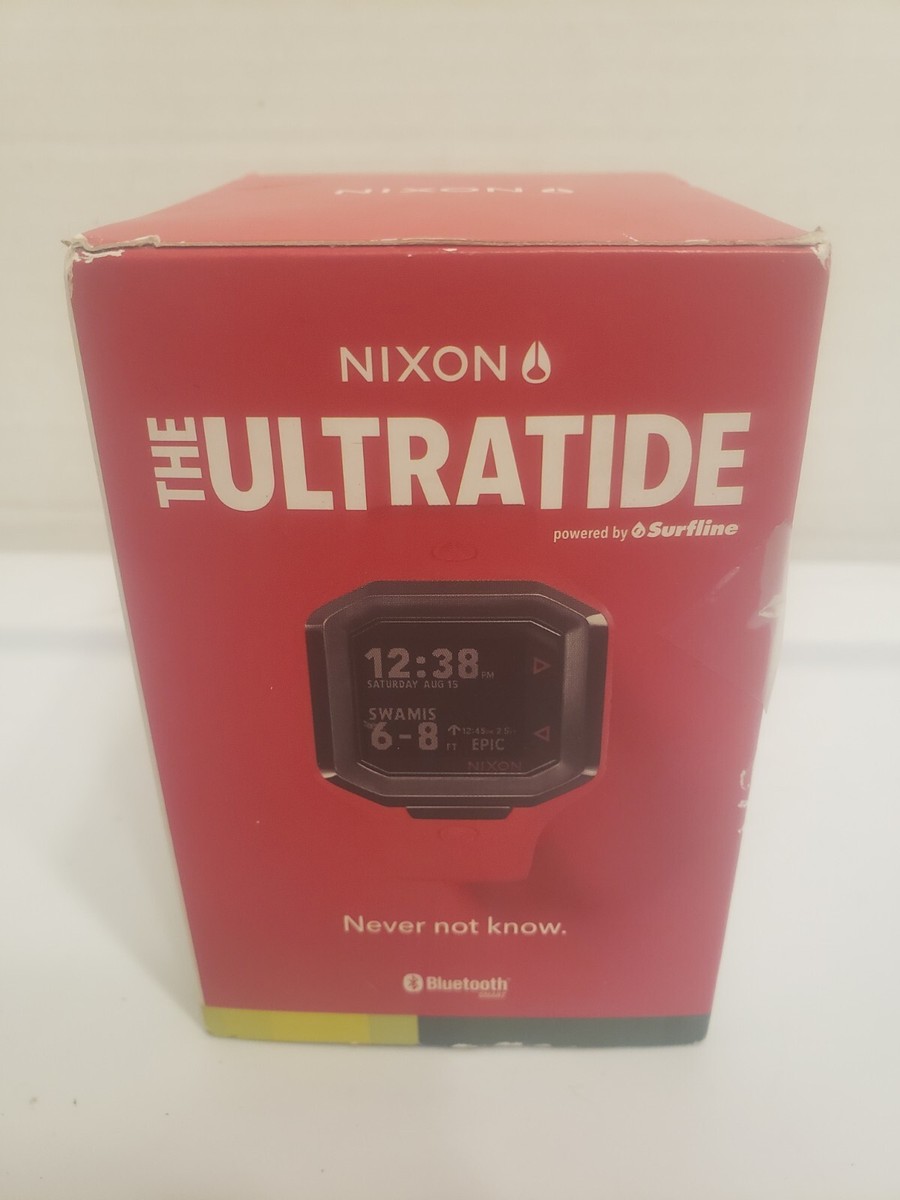 NIXON
NIXON
THE ULTRATIDE
powered by Surfline
12:38 PM
SATURDAY AUG 15
SWAMIS
6-8 FT EPIC
NIXON
Never not know.
Bluetooth
SMART